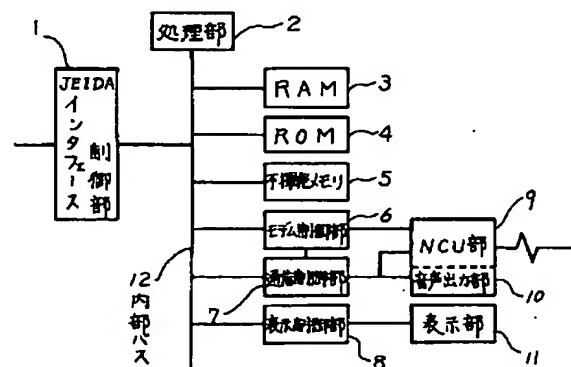 1
JEIDA
インタフェース
制御部
処理部
2
RAM
3
ROM
4
不揮発メモリ
5
モデム制御部
6
通信制御部
7
表示制御部
8
NCU部
9
音声出力部
10
表示部
11
12
内部バス